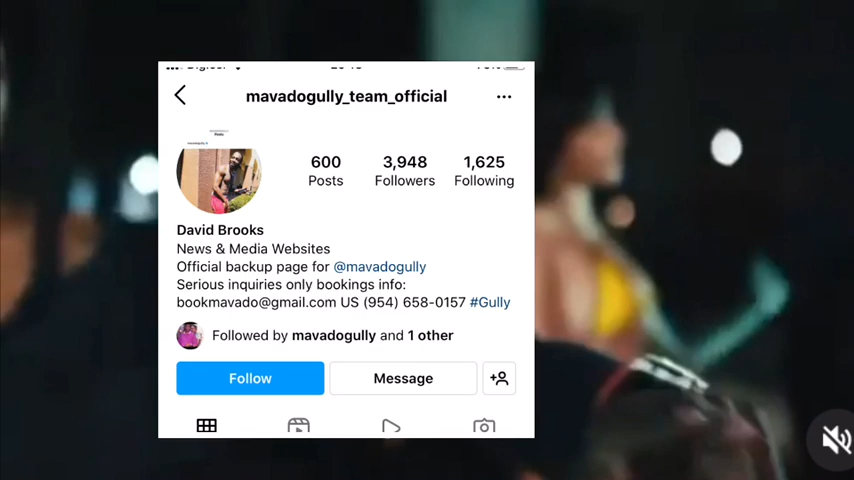 mavadogully_team_official
600
3,948
1,625
Posts
Followers
Following
David Brooks
News & Media Websites
Official backup page for @mavadogully
Serious inquiries only bookings info:
bookmavado@gmail.com US (954) 658-0157 #Gully
Followed by mavadogully and 1 other
Follow
Message